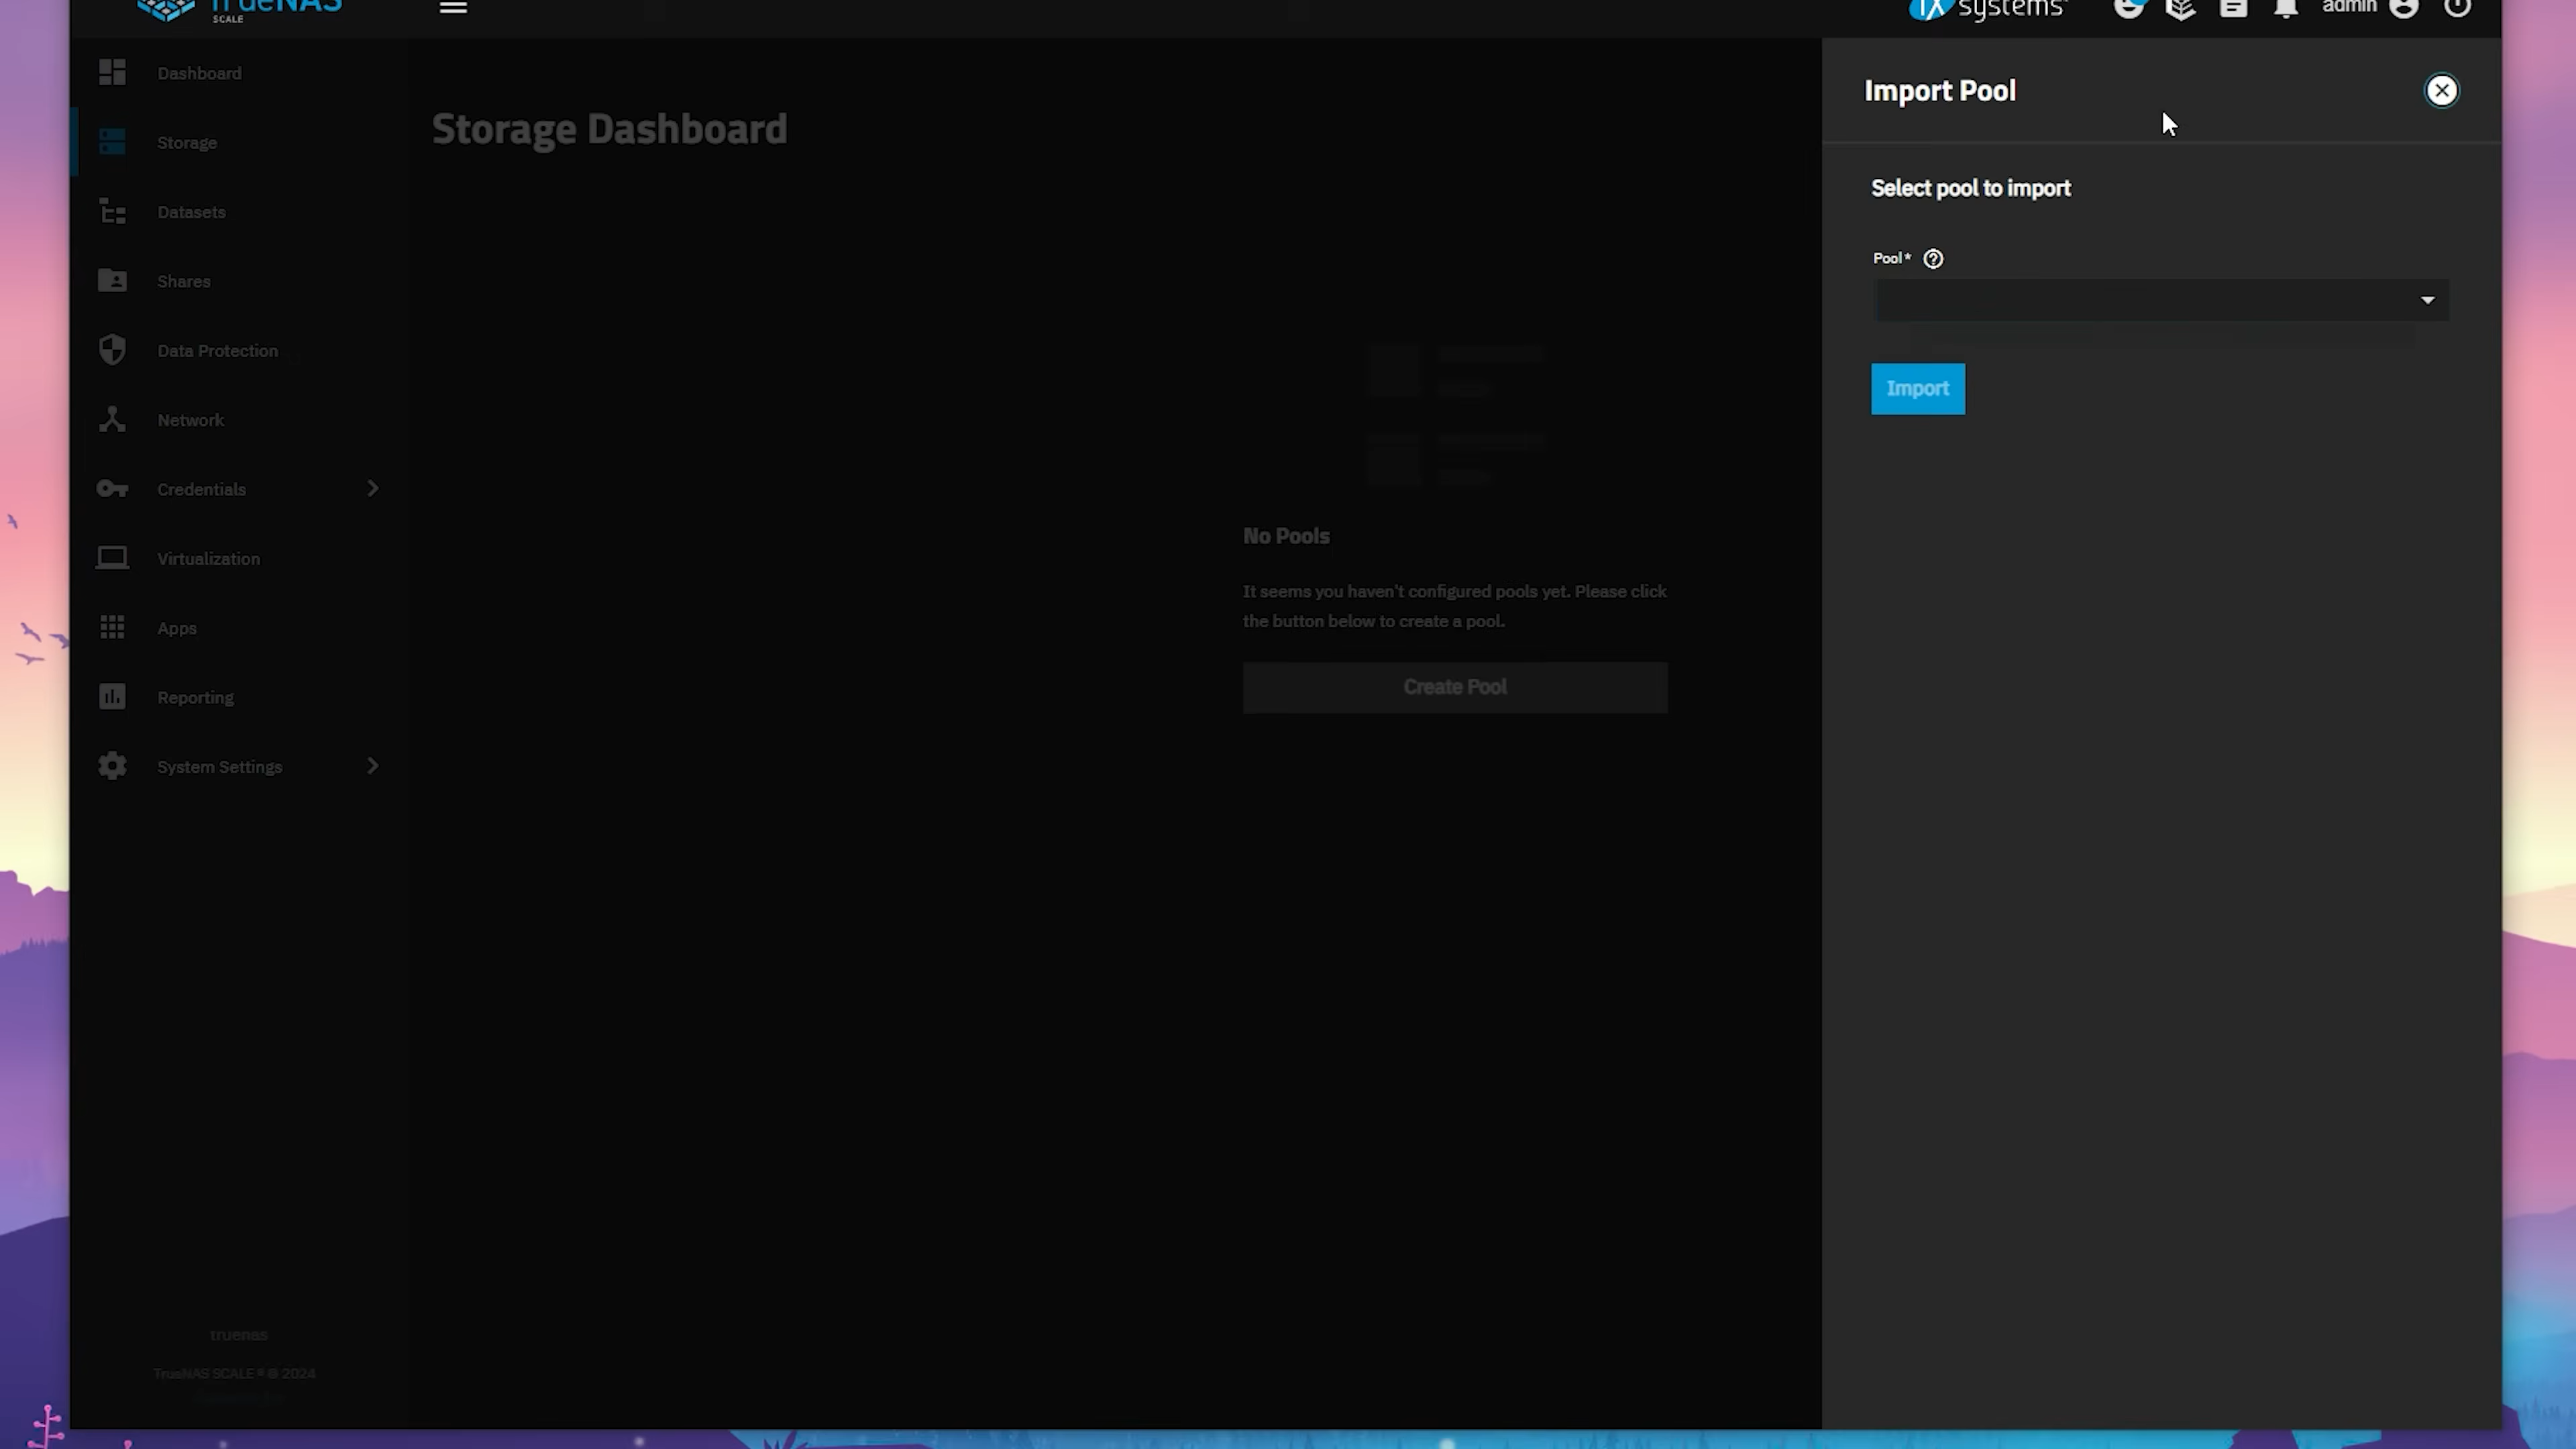 TrueNAS
SCALE
systems
admin
Dashboard
Storage
Datasets
Shares
Data Protection
Network
Credentials
Virtualization
Apps
Reporting
System Settings
truenas
TrueNAS SCALE ® © 2024
Storage Dashboard
No Pools
It seems you haven't configured pools yet. Please click
the button below to create a pool.
Create Pool
Import Pool
Select pool to import
Pool*
Import